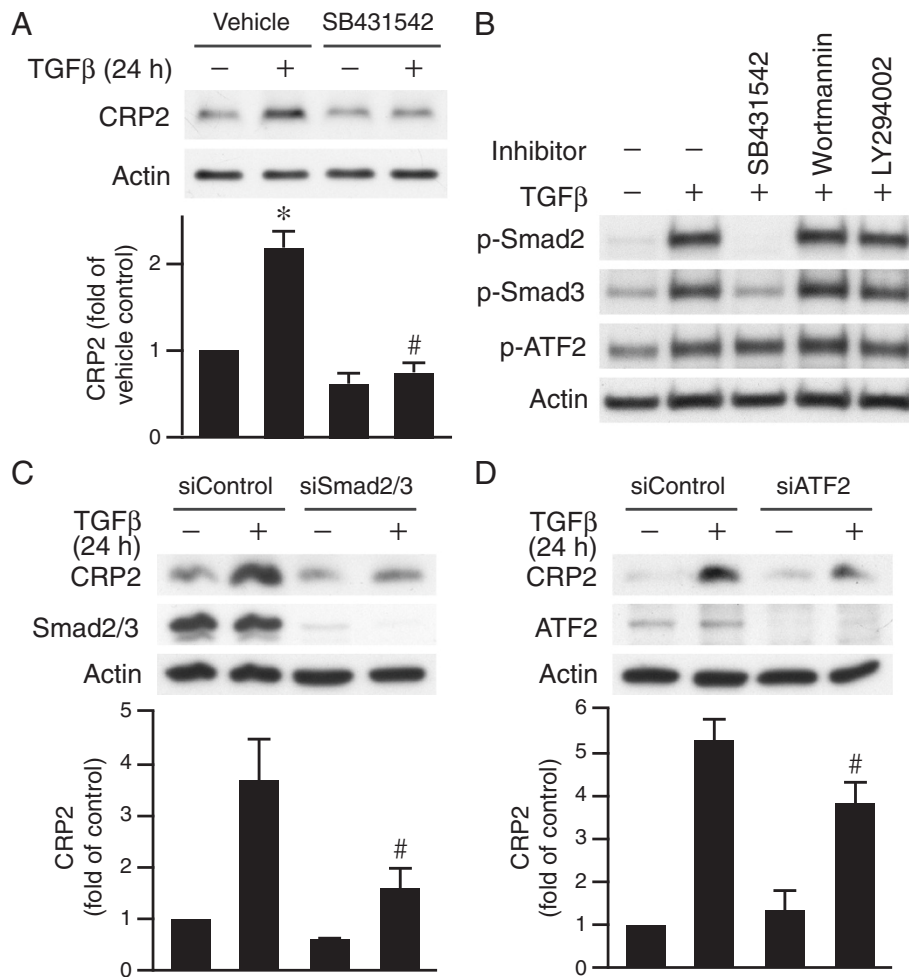 A
Vehicle SB431542
TGFβ (24 h) − + − +
CRP2
Actin
CRP2 (fold of
vehicle control)
2
1
0
*
#
B
Inhibitor − − SB431542 Wortmannin LY294002
TGFβ − + + + +
p-Smad2
p-Smad3
p-ATF2
Actin
C
siControl siSmad2/3
TGFβ
(24 h) − + − +
CRP2
Smad2/3
Actin
CRP2
(fold of control)
5
4
3
2
1
0
#
D
siControl siATF2
TGFβ
(24 h) − + − +
CRP2
ATF2
Actin
CRP2
(fold of control)
6
5
4
3
2
1
0
#